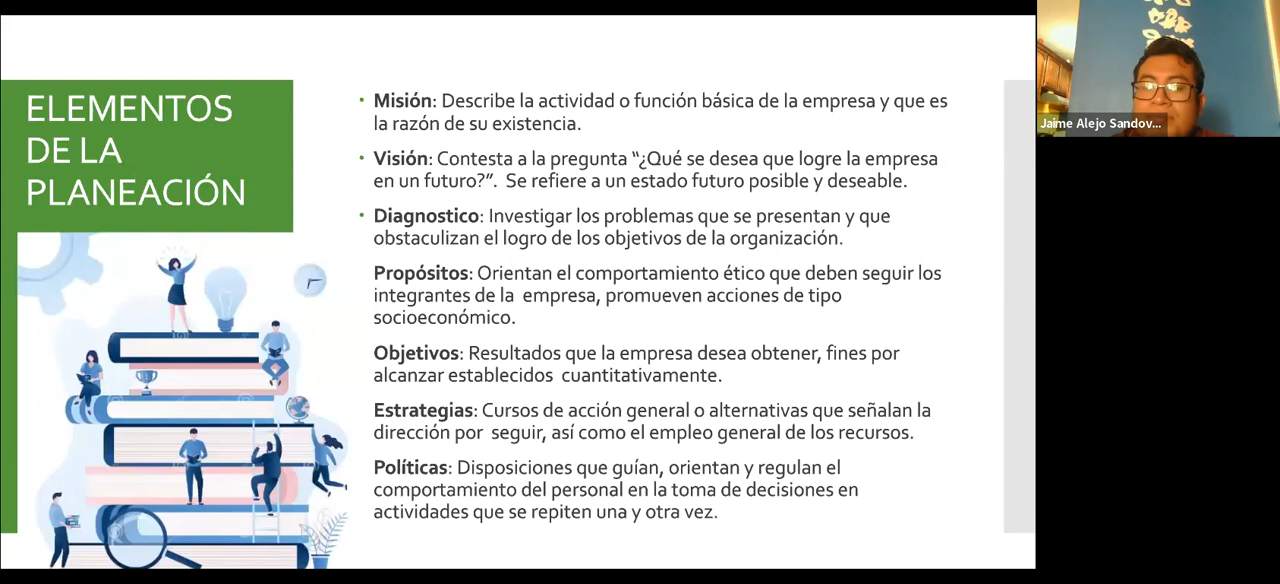 ELEMENTOS
DE LA
PLANEACIÓN
• Misión: Describe la actividad o función básica de la empresa y que es
la razón de su existencia.
• Visión: Contesta a la pregunta “¿Qué se desea que logre la empresa
en un futuro?”. Se refiere a un estado futuro posible y deseable.
• Diagnostico: Investigar los problemas que se presentan y que
obstaculizan el logro de los objetivos de la organización.
Propósitos: Orientan el comportamiento ético que deben seguir los
integrantes de la empresa, promueven acciones de tipo
socioeconómico.
Objetivos: Resultados que la empresa desea obtener, fines por
alcanzar establecidos cuantitativamente.
Estrategias: Cursos de acción general o alternativas que señalan la
dirección por seguir, así como el empleo general de los recursos.
Políticas: Disposiciones que guían, orientan y regulan el
comportamiento del personal en la toma de decisiones en
actividades que se repiten una y otra vez.
Jaime Alejo Sandov...